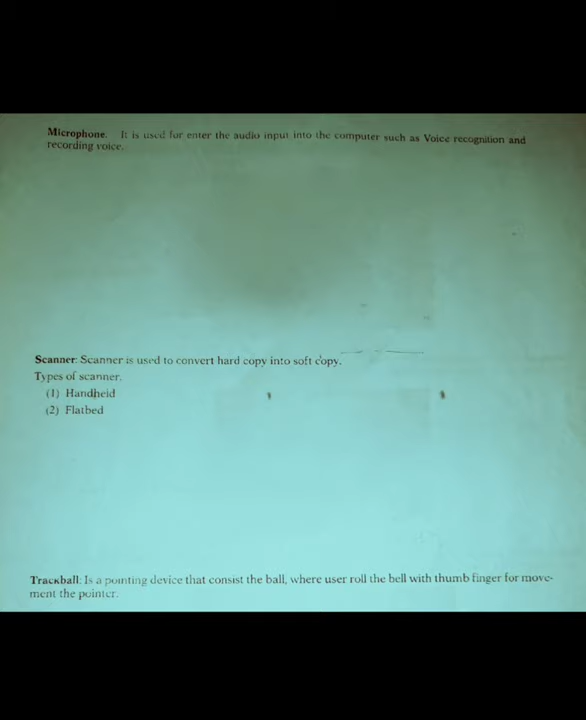 Microphone: It is used for enter the audio input into the computer such as Voice recognition and
recording voice.
Scanner: Scanner is used to convert hard copy into soft copy.
Types of scanner.
(1) Handheld
(2) Flatbed
Trackball: Is a pointing device that consist the ball, where user roll the bell with thumb finger for move-
ment the pointer.